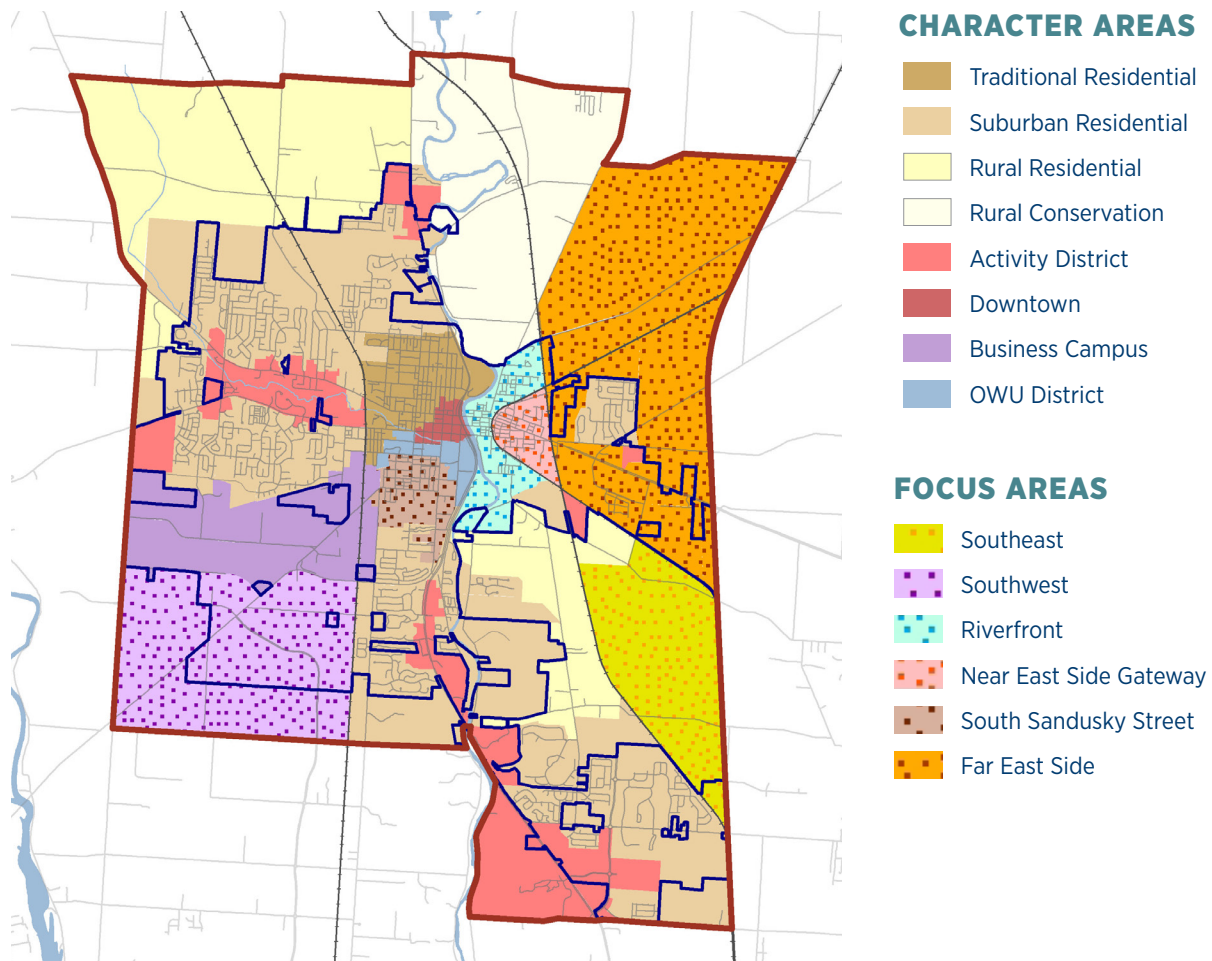 CHARACTER AREAS
Traditional Residential
Suburban Residential
Rural Residential
Rural Conservation
Activity District
Downtown
Business Campus
OWU District
FOCUS AREAS
Southeast
Southwest
Riverfront
Near East Side Gateway
South Sandusky Street
Far East Side